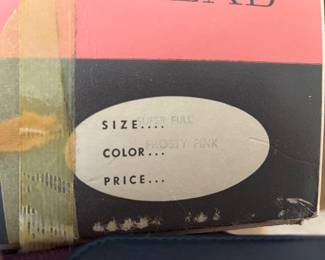 SIZE.... SUPER FULL
COLOR... FROSTY PINK
PRICE...